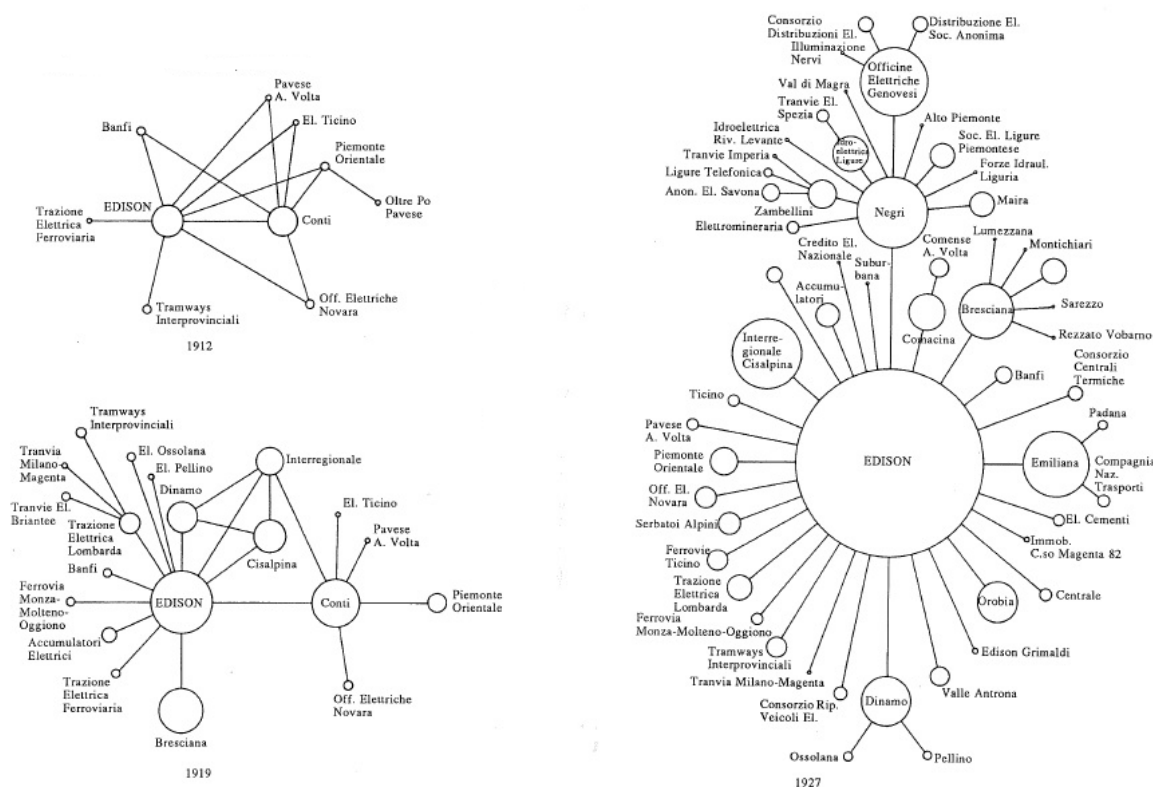 Pavese
A. Volta
Banfi
El. Ticino
Piemonte
Orientale
EDISON
Conti
Oltre Po
Pavese
Trazione
Elettrica
Ferroviaria
Off. Elettriche
Novara
Tramways
Interprovinciali
1912
Tramways
Interprovinciali
El. Ossolana
Tranvia
Milano-
Magenta
El. Pellino
Interregionale
Dinamo
Tranvie El.
Briantee
Trazione
Elettrica
Lombarda
El. Ticino
Pavese
A. Volta
Cisalpina
Banfi
Ferrovia
Monza-
Molteno-
Oggiono
EDISON
Conti
Piemonte
Orientale
Accumulatori
Elettrici
Trazione
Elettrica
Ferroviaria
Off. Elettriche
Novara
Bresciana
1919
Consorzio
Distribuzioni El.
Distribuzione El.
Soc. Anonima
Illuminazione
Nervi
Officine
Elettriche
Genovesi
Val di Magra
Tranvie El.
Spezia
Alto Piemonte
Idroelettrica
Riv. Levante
Idro-
elettrica
Ligure
Soc. El. Ligure
Piemontese
Tranvie Imperia
Forze Idraul.
Liguria
Ligure Telefonica
Anon. El. Savona
Maira
Zambellini
Negri
Elettromineraria
Lumezzana
Credito El.
Nazionale
Subur-
bana
Comense
A. Volta
Montichiari
Accumu-
latori
Bresciana
Sarezzo
Comacina
Rezzato Vobarno
Interre-
gionale
Cisalpina
Consorzio
Centrali
Termiche
Banfi
Ticino
Padana
Pavese
A. Volta
Piemonte
Orientale
EDISON
Emiliana
Compagnia
Naz.
Trasporti
Off. El.
Novara
Serbatoi Alpini
El. Cementi
Immob.
C.so Magenta 82
Ferrovie
Ticino
Trazione
Elettrica
Lombarda
Orobia
Centrale
Ferrovia
Monza-Molteno-Oggiono
Tramways
Interprovinciali
Edison Grimaldi
Tranvia Milano-Magenta
Valle Antrona
Consorzio Rip.
Veicoli El.
Dinamo
Ossolana
Pellino
1927